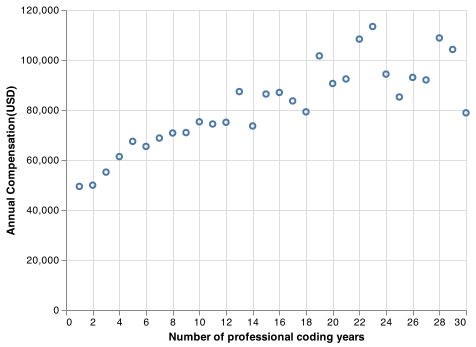 120,000
100,000
80,000
60,000
40,000
20,000
0
Annual Compensation(USD)
0 2 4 6 8 10 12 14 16 18 20 22 24 26 28 30
Number of professional coding years